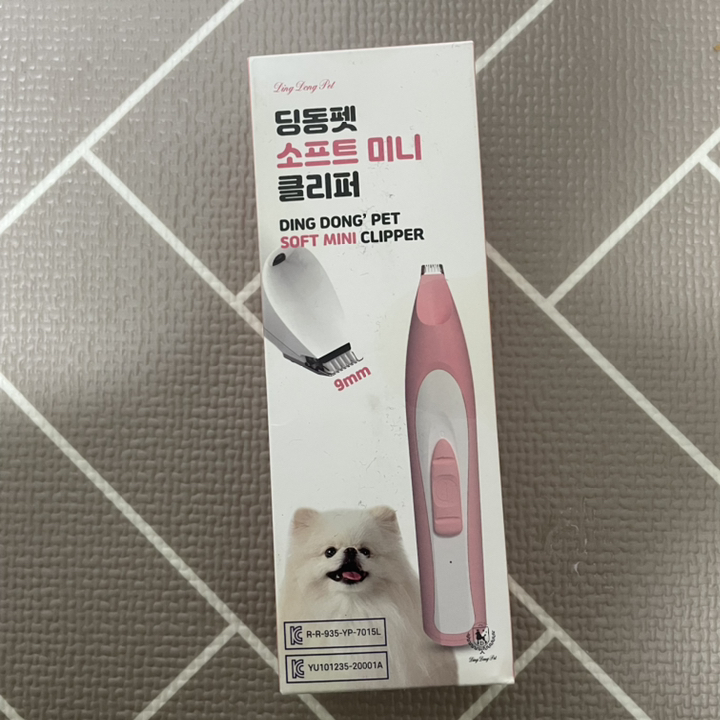 Ding Dong Pet
딩동펫
소프트 미니
클리퍼
DING DONG' PET
SOFT MINI CLIPPER
9mm
R-R-935-YP-7015L
YU101235-20001A
Ding Dong Pet